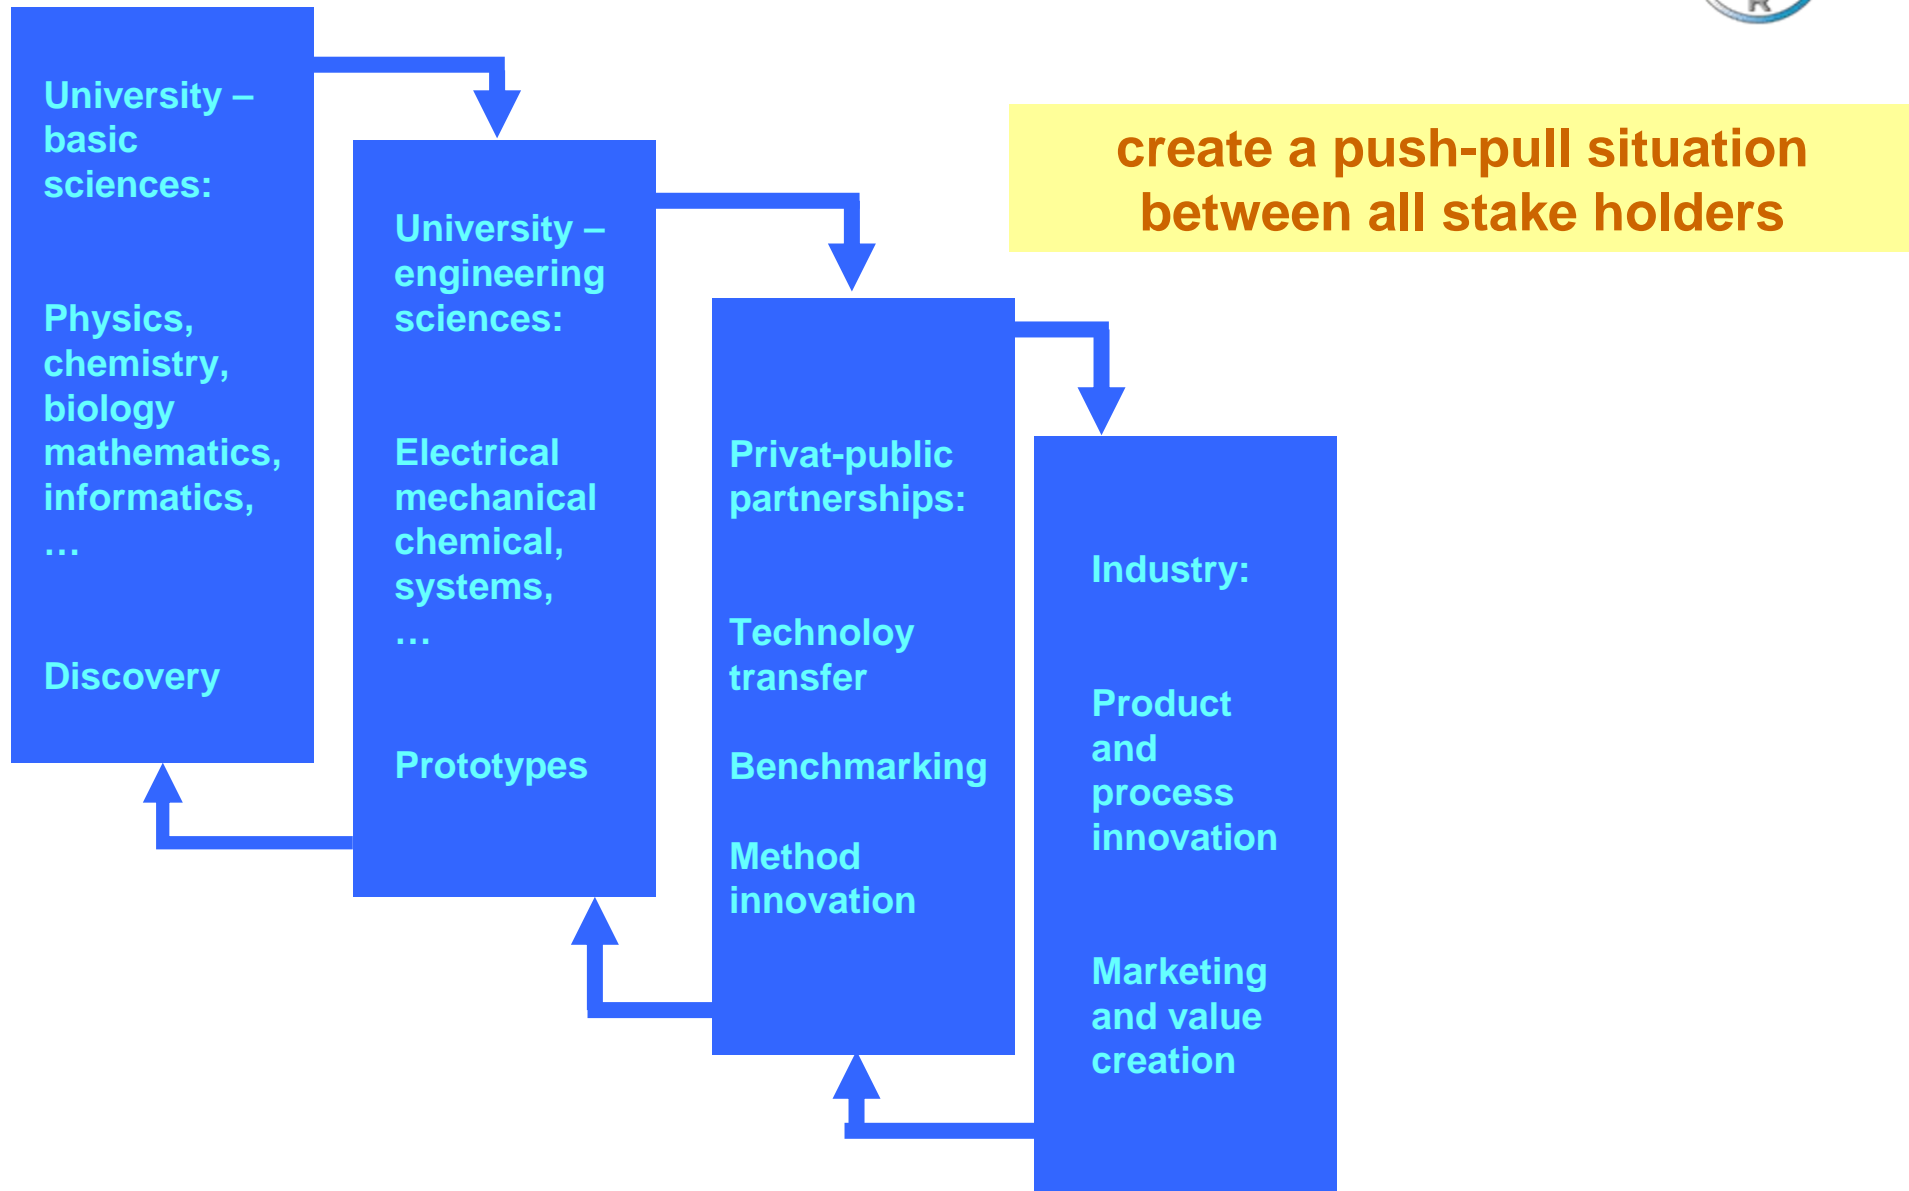 R
University –
basic
sciences:
Physics,
chemistry,
biology
mathematics,
informatics,
…
Discovery
University –
engineering
sciences:
Electrical
mechanical
chemical,
systems,
…
Prototypes
Privat-public
partnerships:
Technoloy
transfer
Benchmarking
Method
innovation
Industry:
Product
and
process
innovation
Marketing
and value
creation
create a push-pull situation
between all stake holders